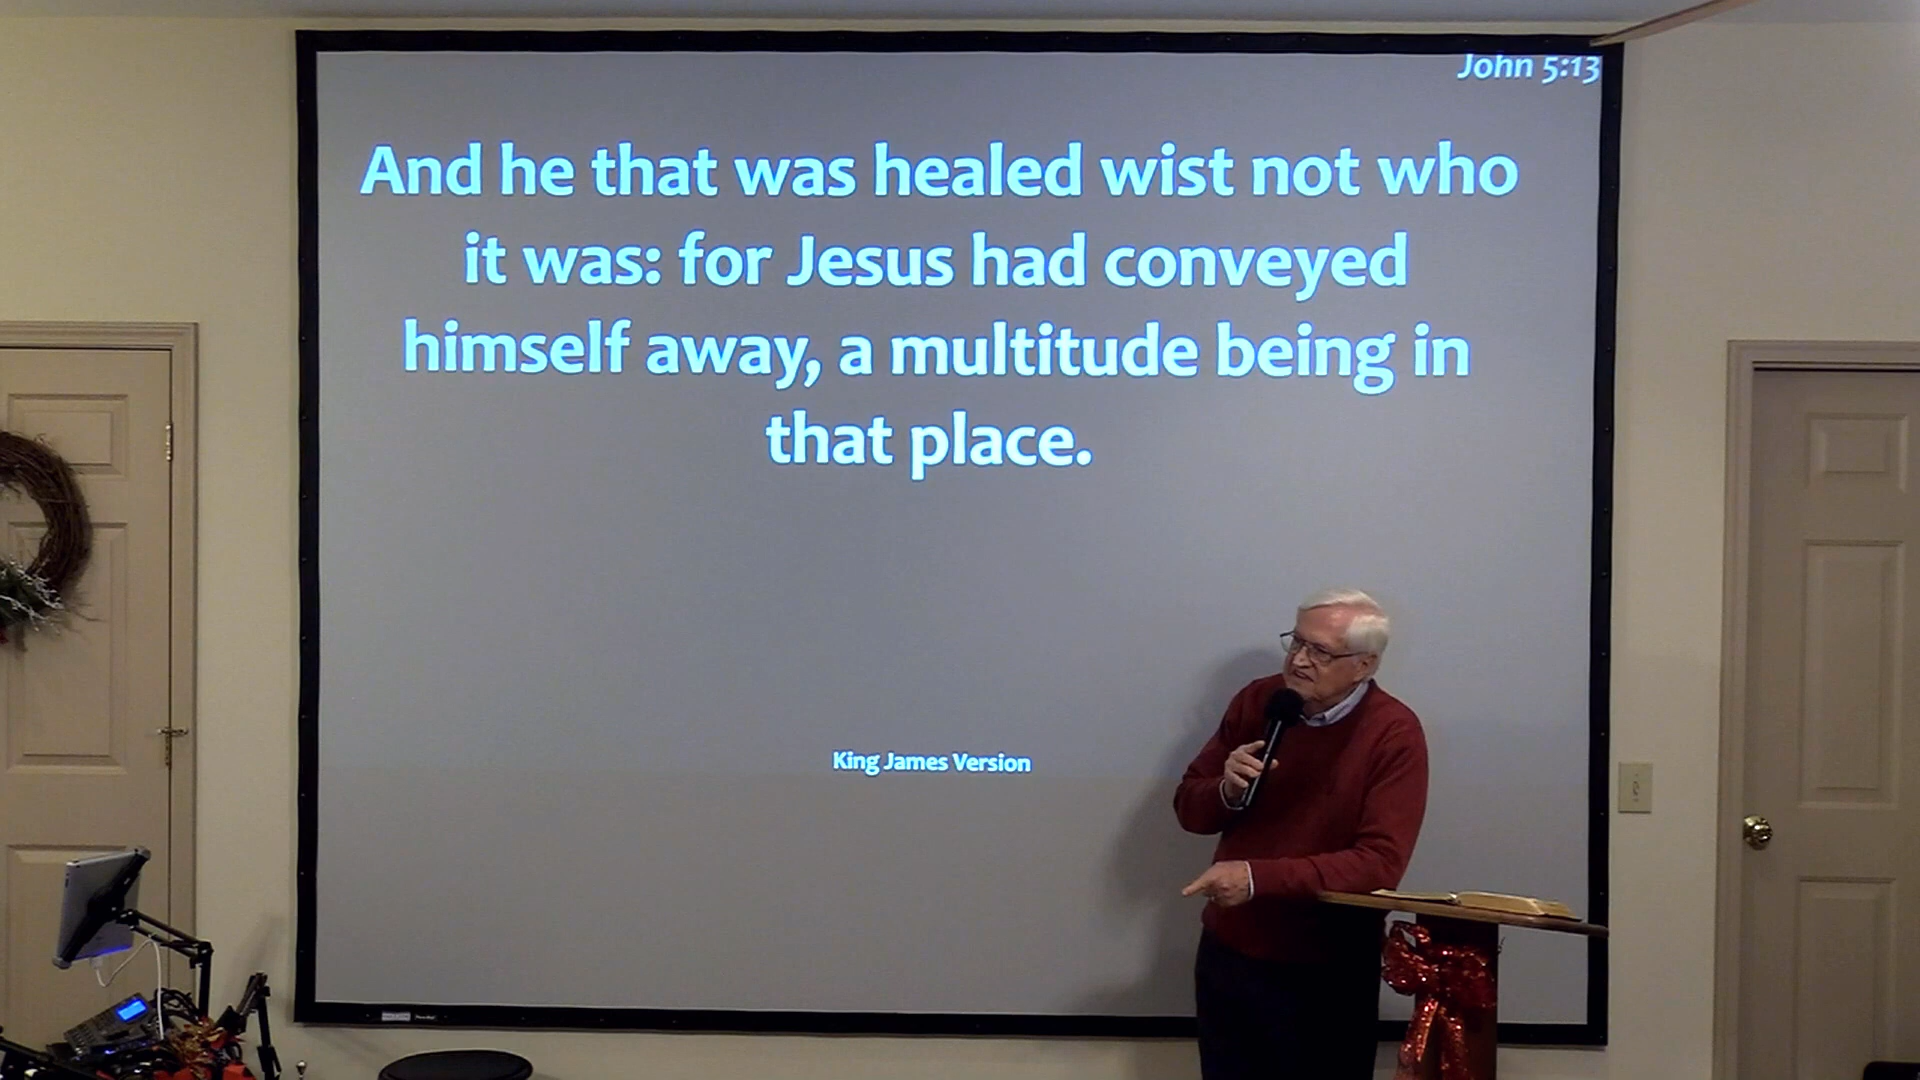 John 5:13
And he that was healed wist not who
it was: for Jesus had conveyed
himself away, a multitude being in
that place.
King James Version